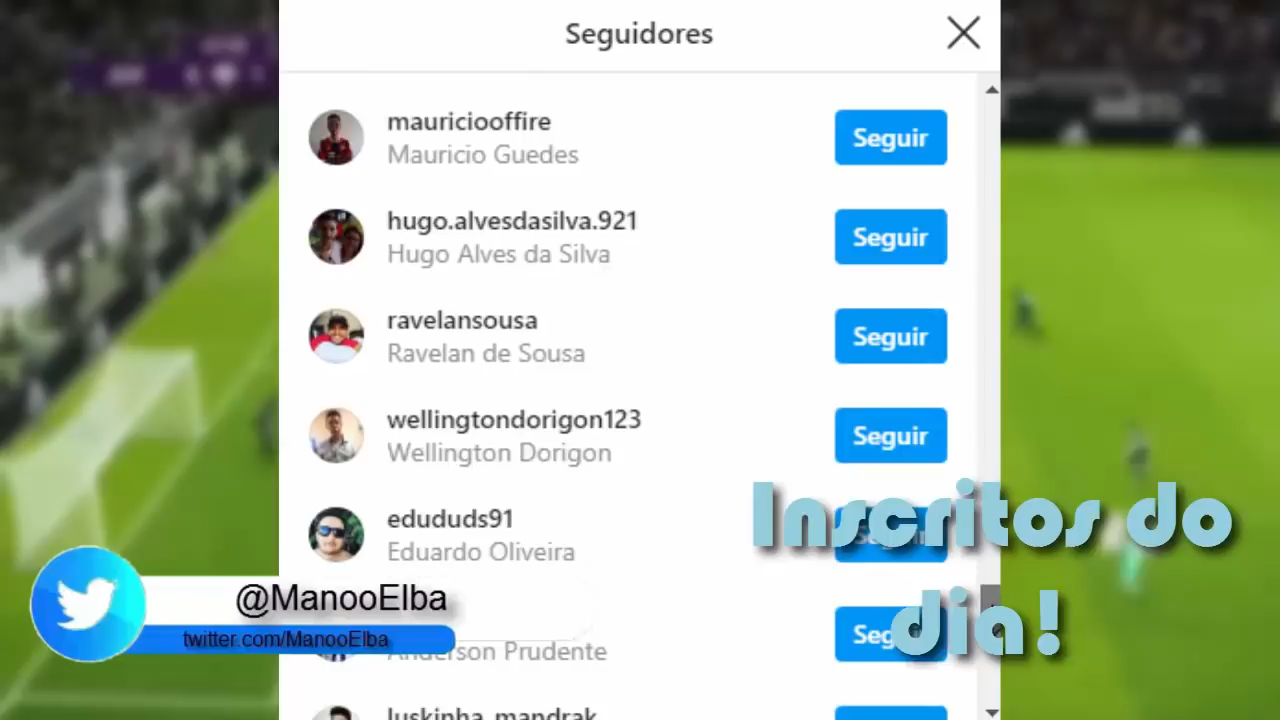 Seguidores
mauriciooffire
Mauricio Guedes
Seguir
hugo.alvesdasilva.921
Hugo Alves da Silva
Seguir
ravelansousa
Ravelan de Sousa
Seguir
wellingtondorigon123
Wellington Dorigon
Seguir
edududs91
Eduardo Oliveira
Seguir
Inscritos do
dia!
@ManooElba
twitter.com/ManooElba
Anderson Prudente
luskinha_mandrak